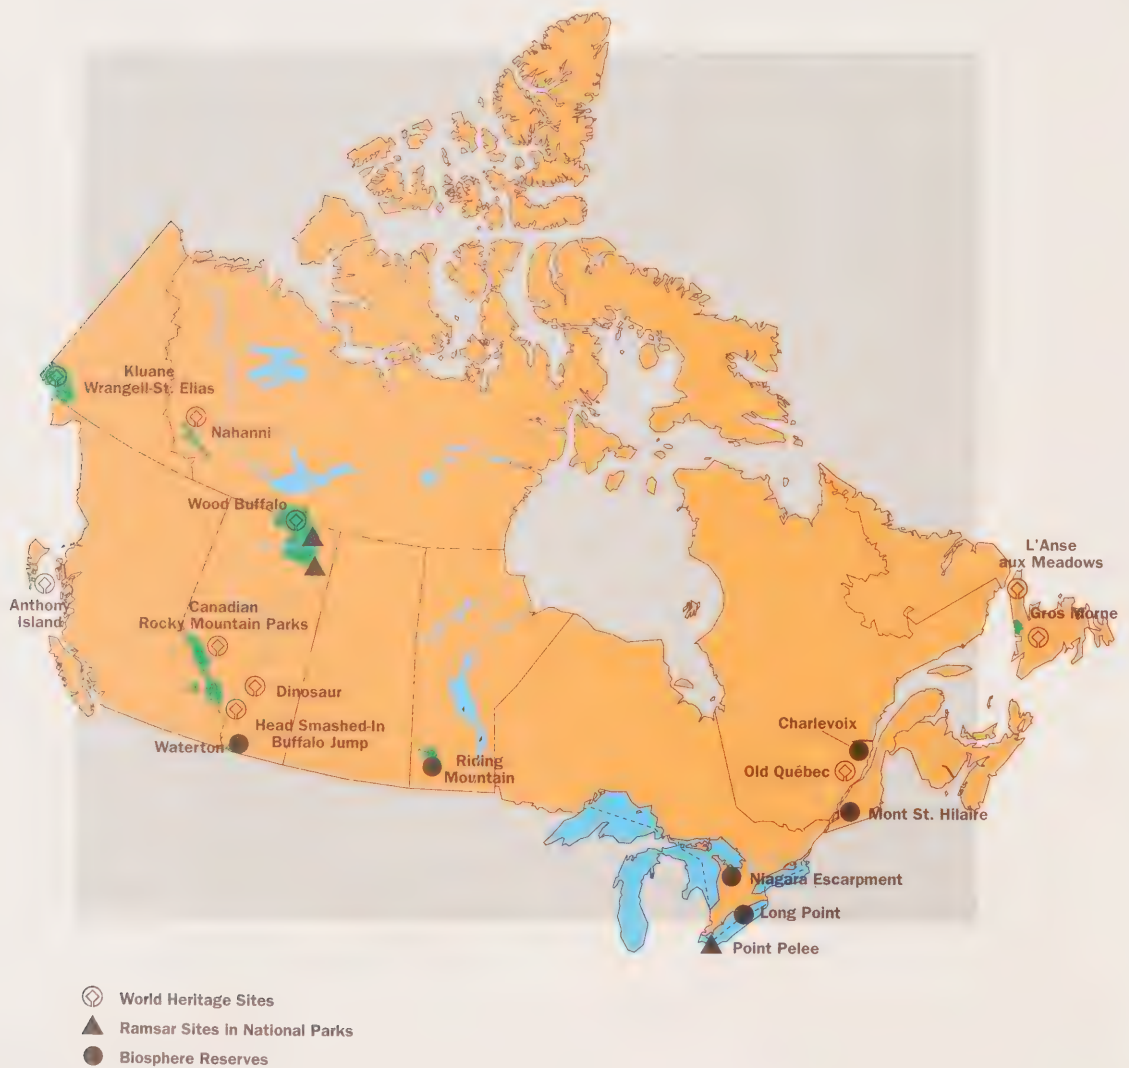 Kluane
Wrangell-St. Elias
Nahanni
Wood Buffalo
L'Anse
aux Meadows
Anthony
Island
Canadian
Rocky Mountain Parks
Gros Morne
Dinosaur
Head Smashed-In
Buffalo Jump
Waterton
Riding
Mountain
Charlevoix
Old Québec
Mont St. Hilaire
Niagara Escarpment
Long Point
Point Pelee
World Heritage Sites
Ramsar Sites in National Parks
Biosphere Reserves